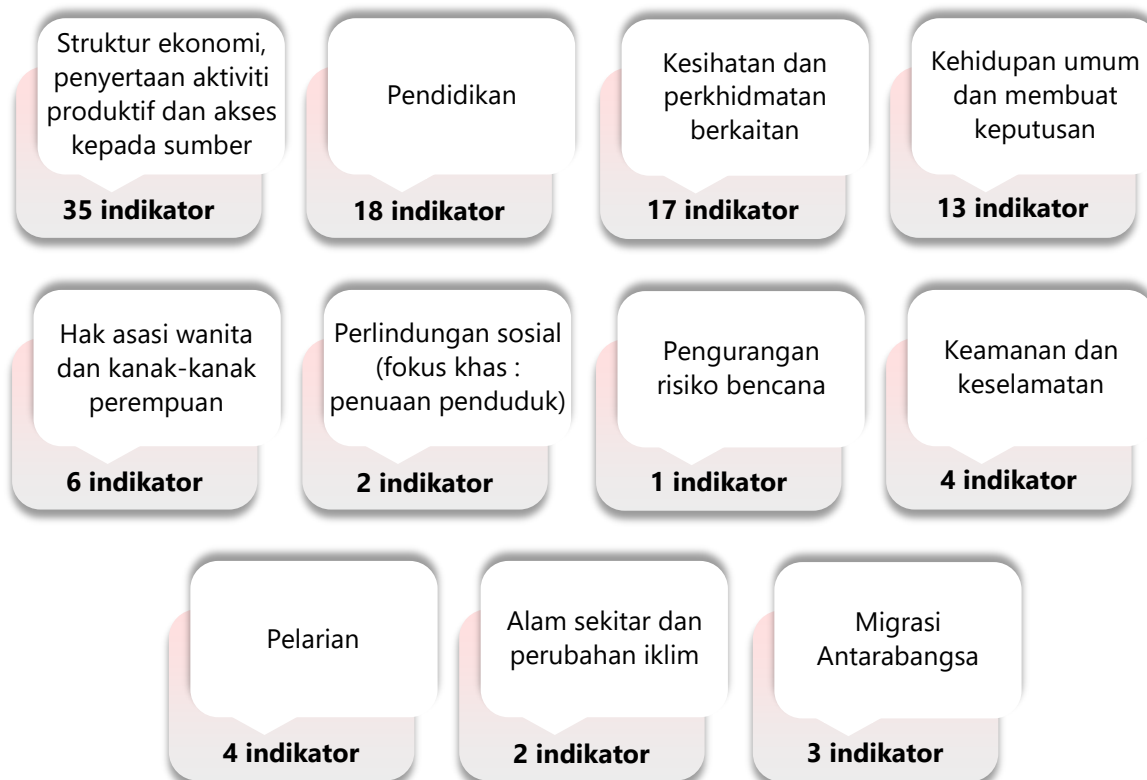 Struktur ekonomi,
penyertaan aktiviti
produktif dan akses
kepada sumber
35 indikator
Pendidikan
18 indikator
Kesihatan dan
perkhidmatan
berkaitan
17 indikator
Kehidupan umum
dan membuat
keputusan
13 indikator
Hak asasi wanita
dan kanak-kanak
perempuan
6 indikator
Perlindungan sosial
(fokus khas :
penuaan penduduk)
2 indikator
Pengurangan
risiko bencana
1 indikator
Keamanan dan
keselamatan
4 indikator
Pelarian
4 indikator
Alam sekitar dan
perubahan iklim
2 indikator
Migrasi
Antarabangsa
3 indikator